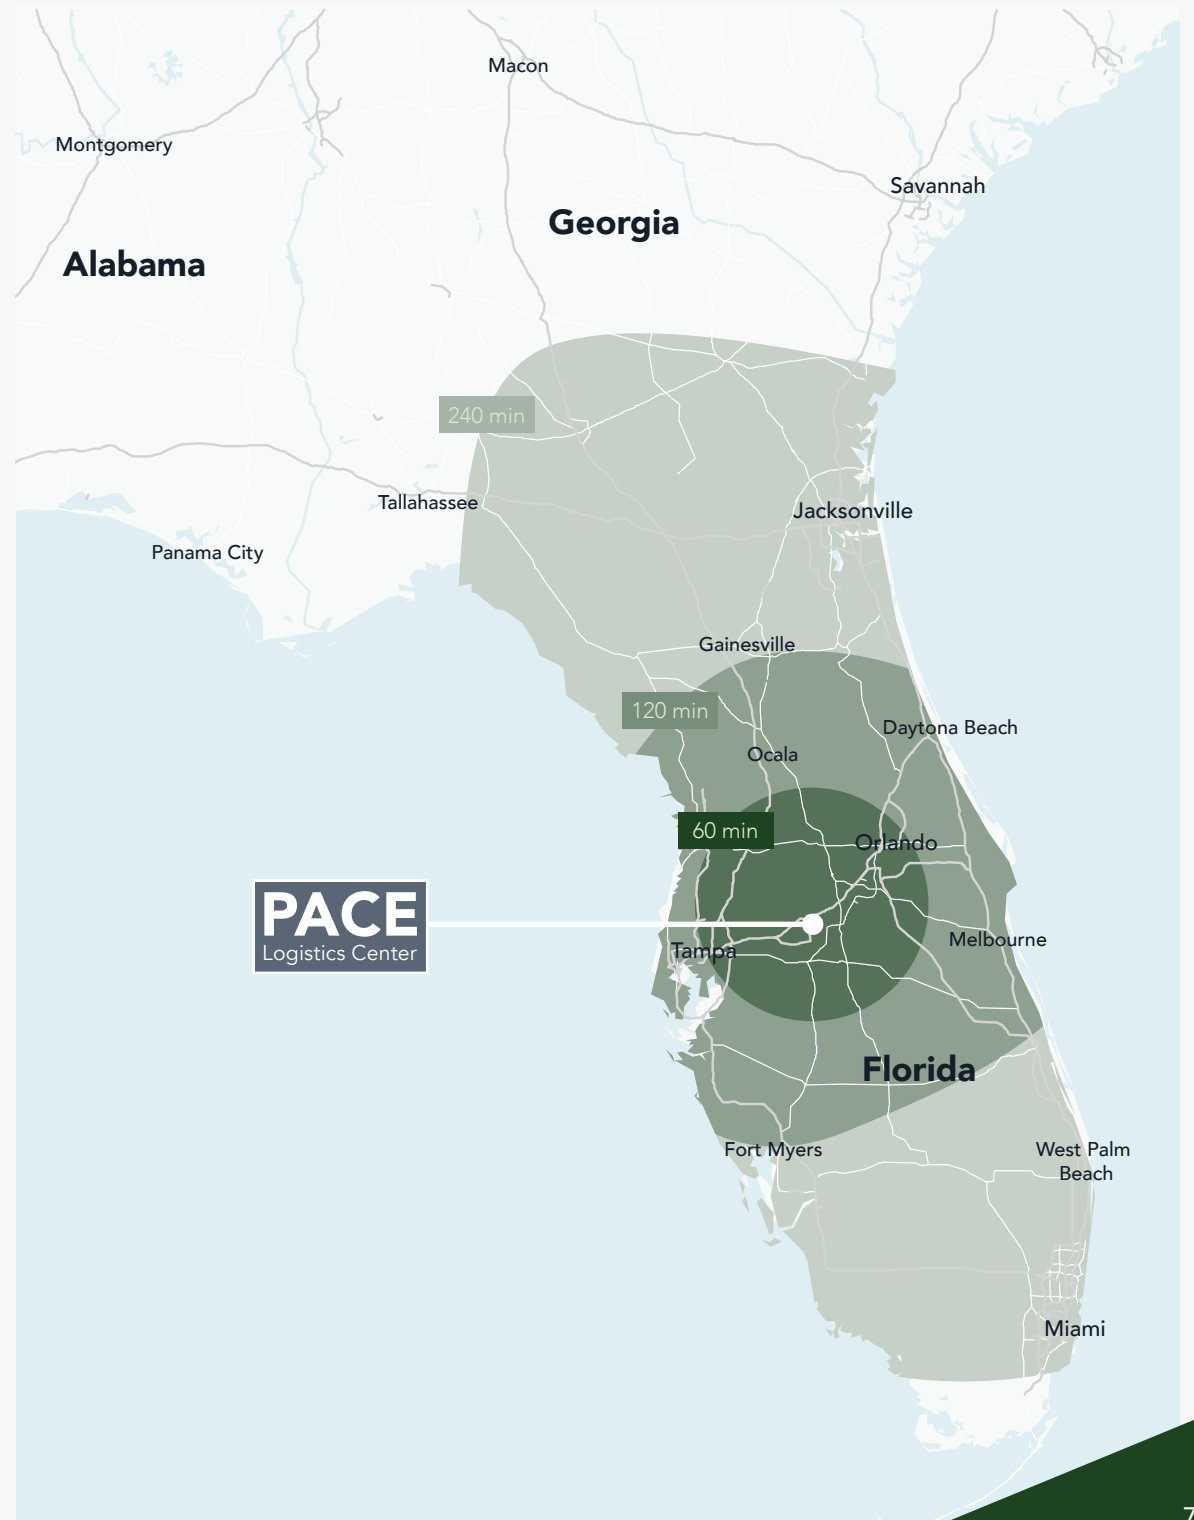 Macon
Montgomery
Savannah
Georgia
Alabama
240 min
Tallahassee
Jacksonville
Panama City
Gainesville
120 min
Daytona Beach
Ocala
60 min
Orlando
PACE
Logistics Center
Melbourne
Tampa
Florida
Fort Myers
West Palm
Beach
Miami
7